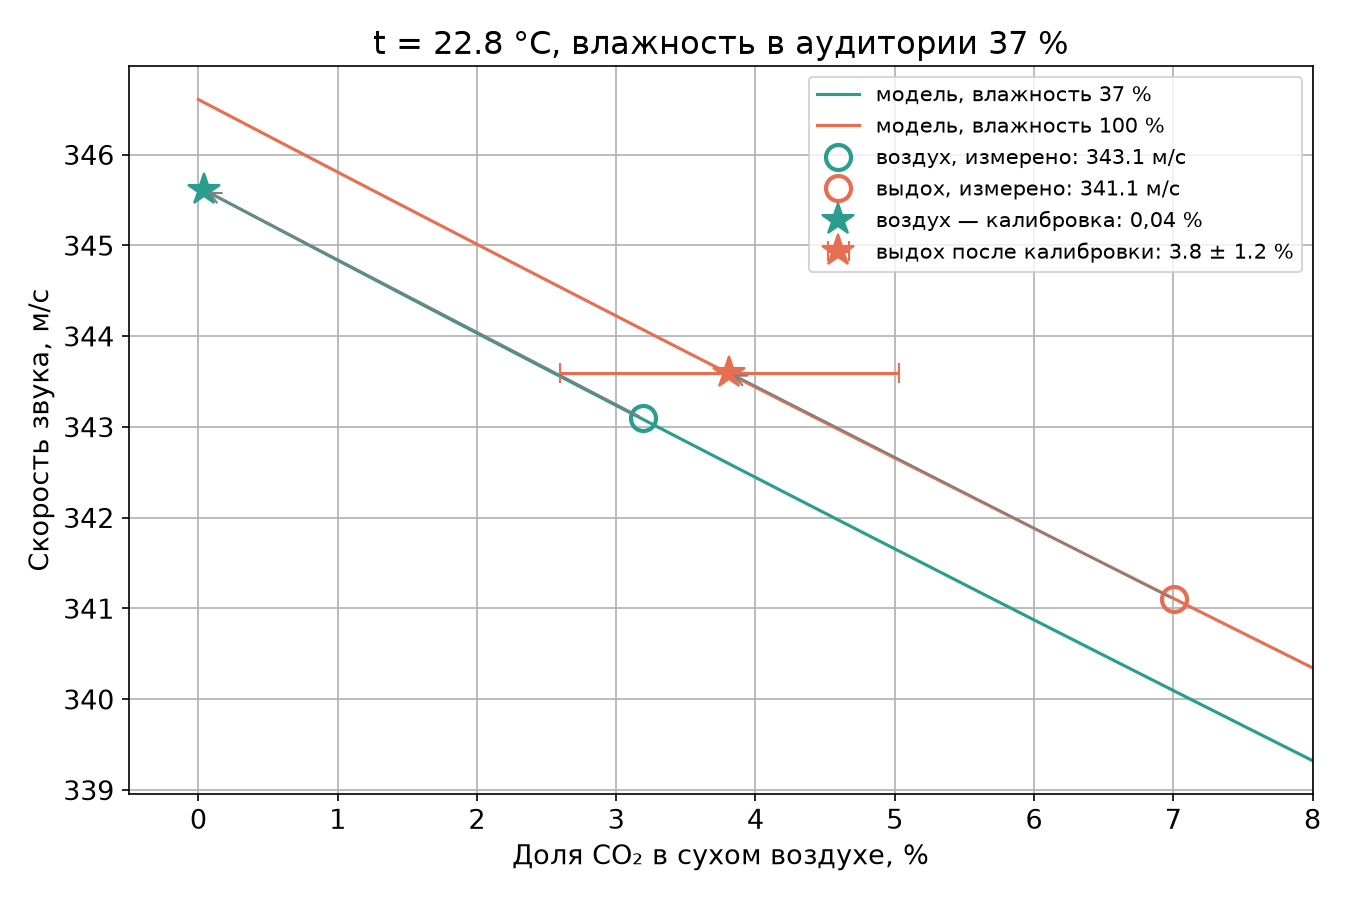 t = 22.8 °C, влажность в аудитории 37 %
модель, влажность 37 %
модель, влажность 100 %
воздух, измерено: 343.1 м/с
выдох, измерено: 341.1 м/с
воздух — калибровка: 0,04 %
выдох после калибровки: 3.8 ± 1.2 %
Скорость звука, м/с
346
345
344
343
342
341
340
339
0 1 2 3 4 5 6 7 8
Доля CO₂ в сухом воздухе, %